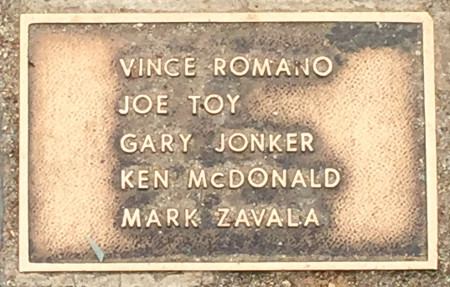 VINCE ROMANO
JOE TOY
GARY JONKER
KEN McDONALD
MARK ZAVALA